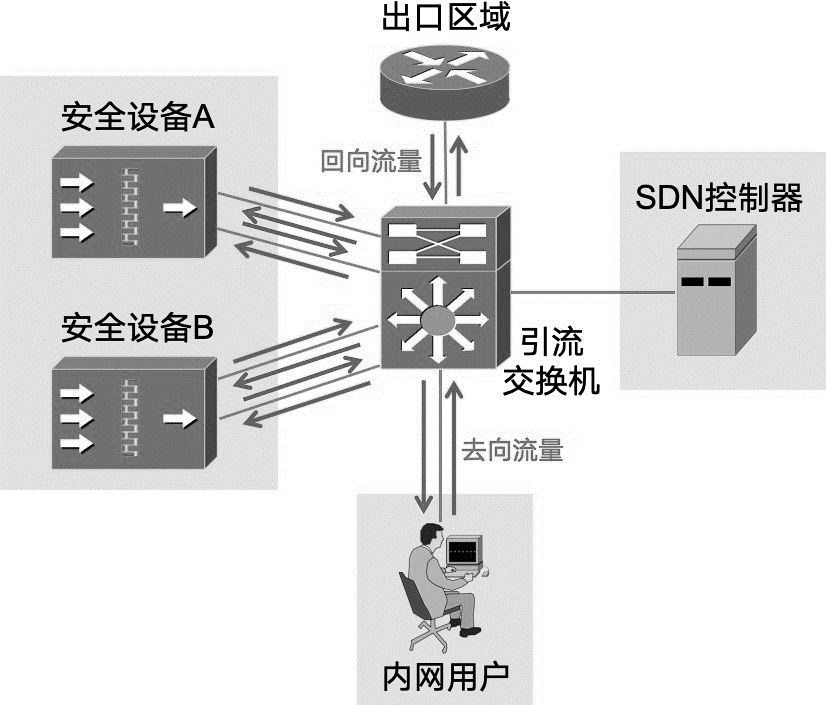 出口区域
安全设备A
回向流量
SDN控制器
安全设备B
引流
交换机
去向流量
内网用户